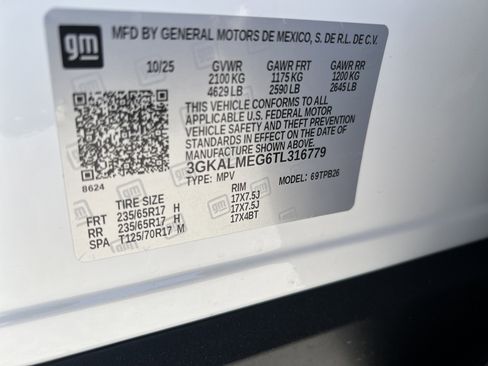 gm MFD BY GENERAL MOTORS DE MEXICO, S. DE R.L. DE C.V.
10/25 GVWR GAWR FRT GAWR RR
2100 KG 1175 KG 1200 KG
4629 LB 2590 LB 2645 LB
THIS VEHICLE CONFORMS TO ALL
APPLICABLE U.S. FEDERAL MOTOR
VEHICLE SAFETY AND THEFT PREVENTION
STANDARDS IN EFFECT ON THE DATE OF
MANUFACTURE SHOWN ABOVE.
3GKALMEG6TL316779
8624 TYPE: MPV MODEL: 69TPB26
TIRE SIZE RIM
FRT 235/65R17 H 17X7.5J
RR 235/65R17 H 17X7.5J
SPA T125/70R17 M 17X4BT